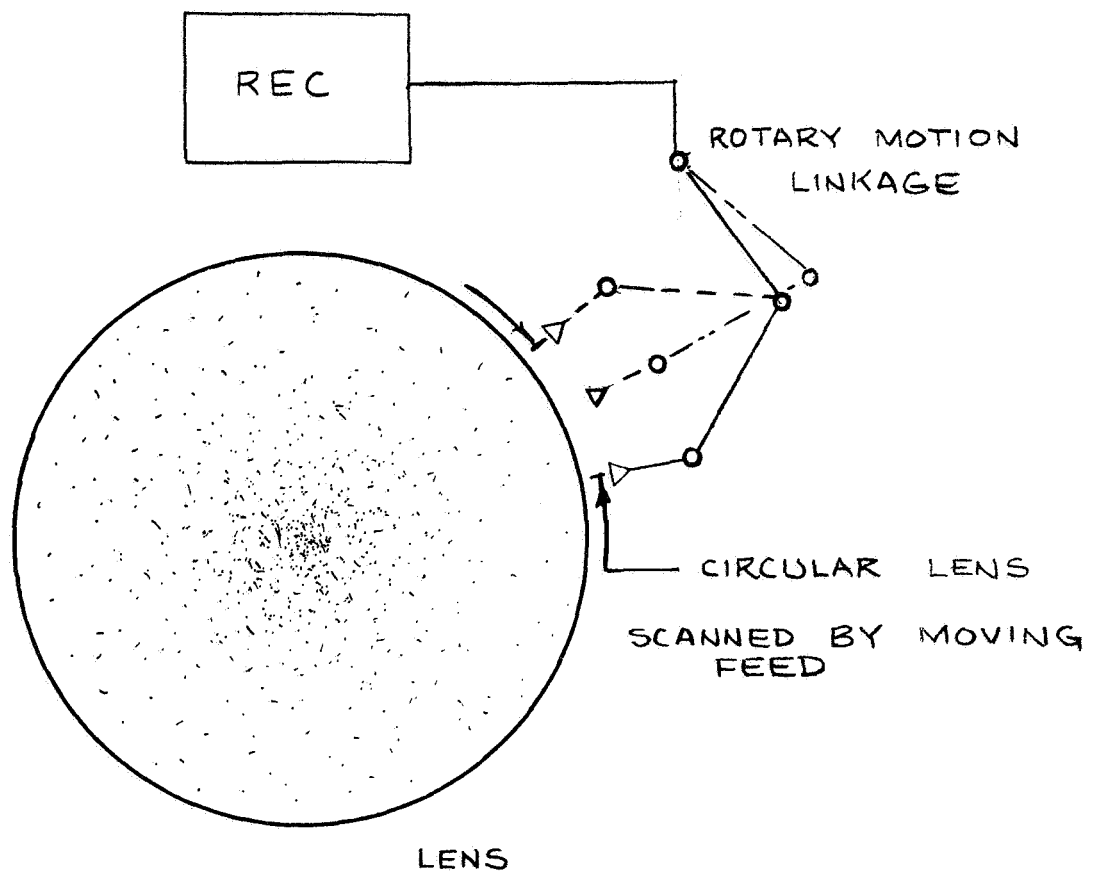 REC
ROTARY MOTION
LINKAGE
CIRCULAR LENS
SCANNED BY MOVING
FEED
LENS